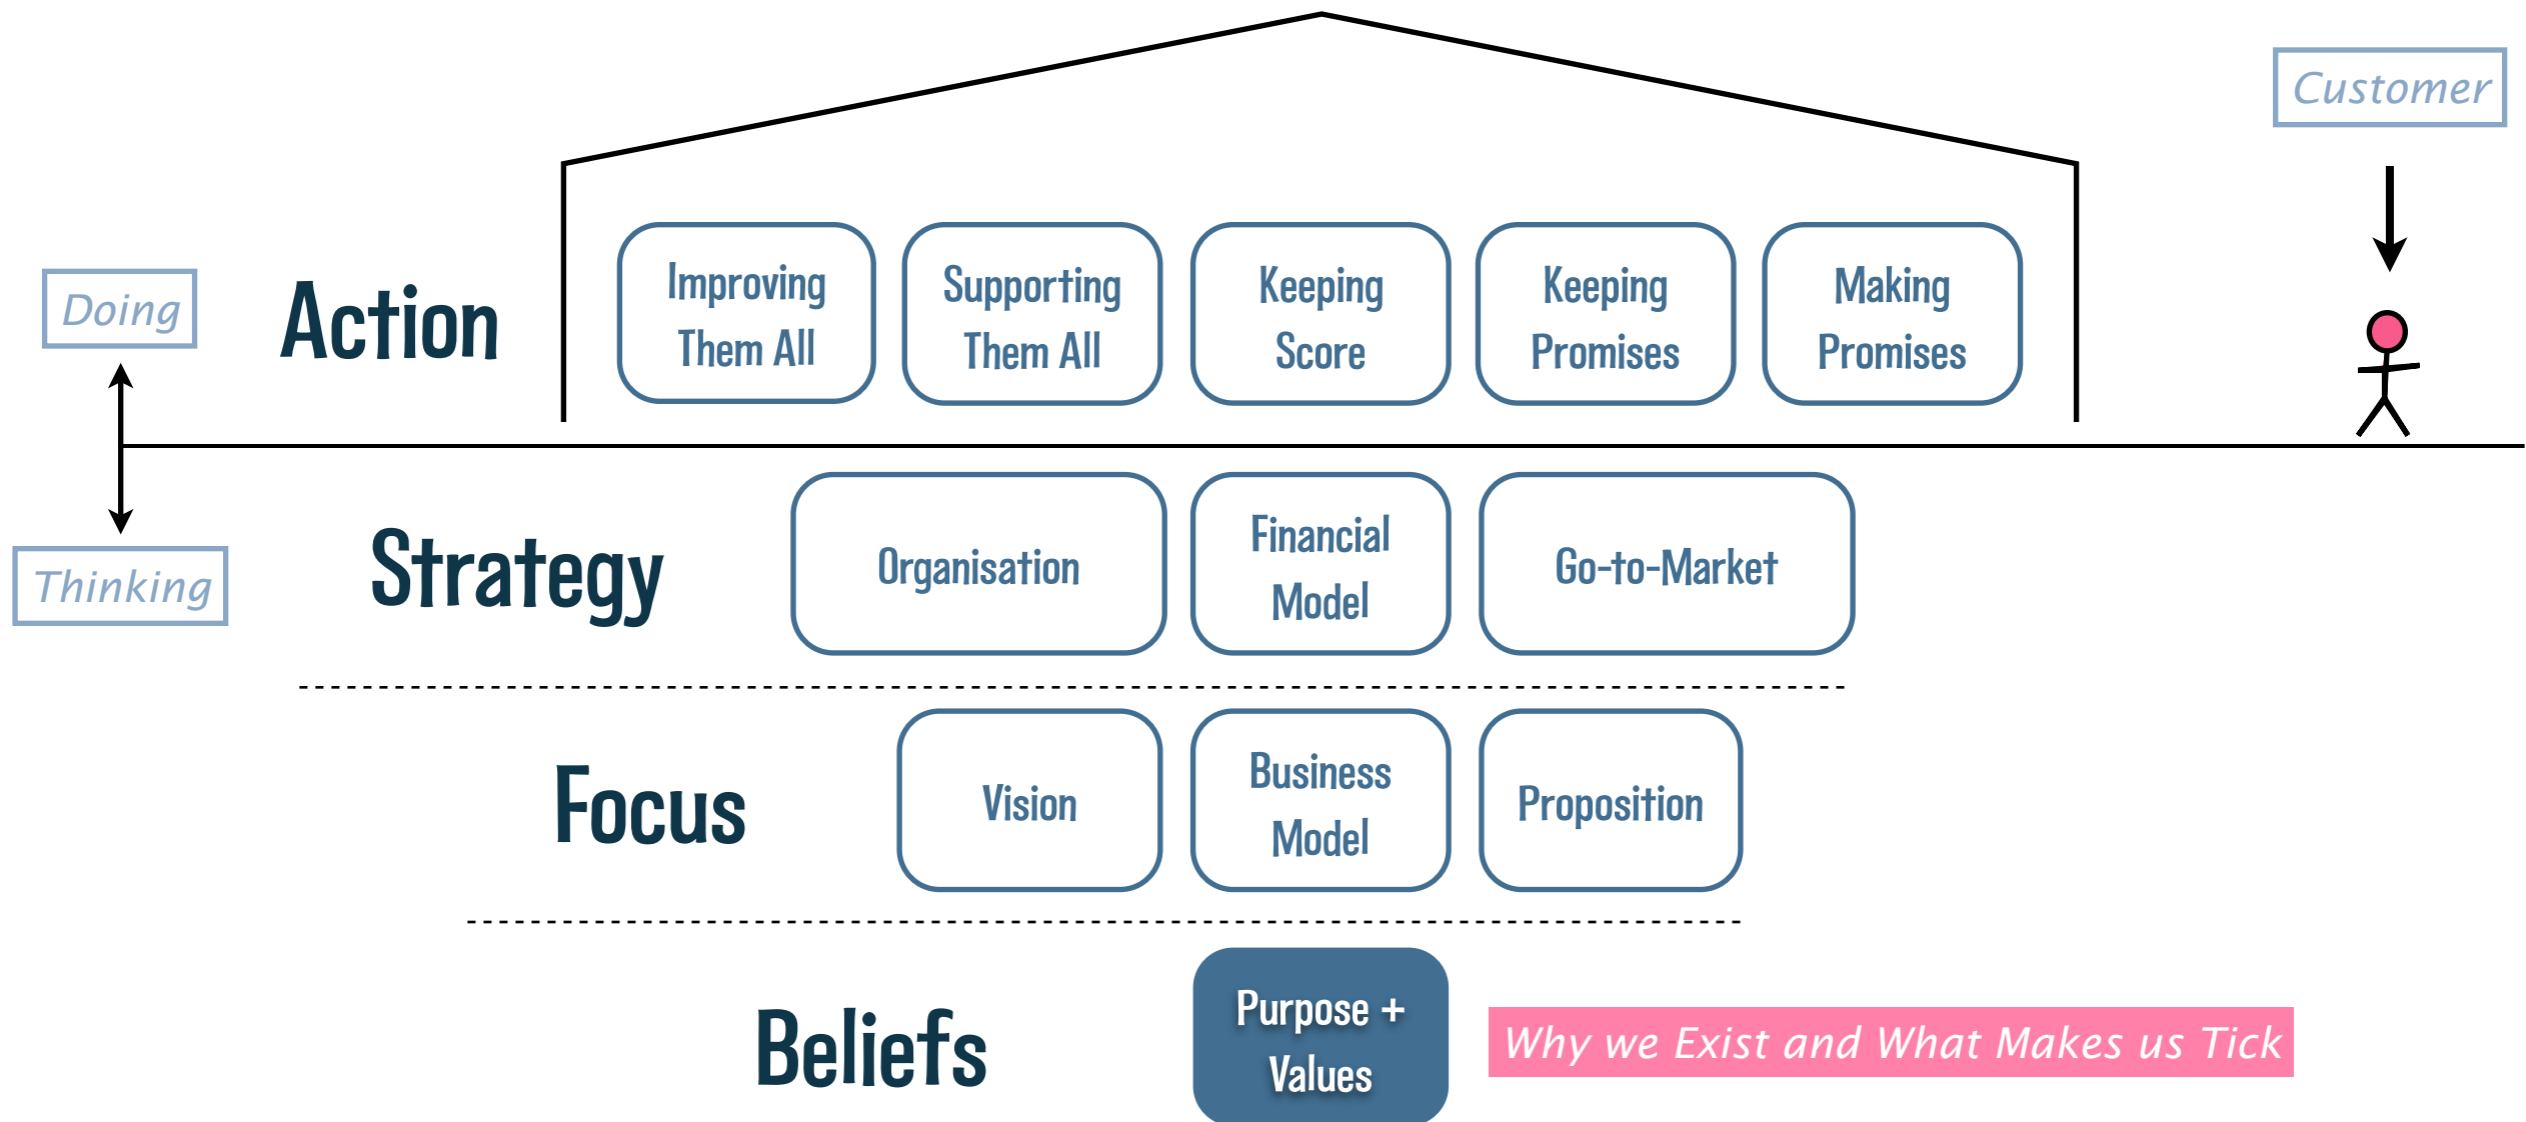 Customer
Doing
Action
Improving
Them All
Supporting
Them All
Keeping
Score
Keeping
Promises
Making
Promises
Thinking
Strategy
Organisation
Financial
Model
Go-to-Market
Focus
Vision
Business
Model
Proposition
Beliefs
Purpose +
Values
Why we Exist and What Makes us Tick